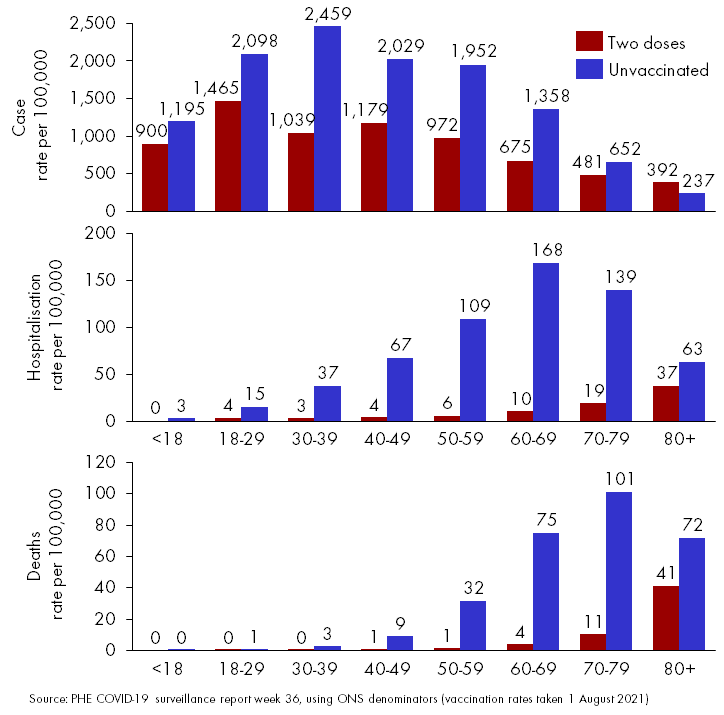 Case
rate per 100,000
2,500
2,000
1,500
1,000
500
0
Two doses
Unvaccinated
900 1,195 1,465 2,098 1,039 2,459 1,179 2,029 972 1,952 675 1,358 481 652 392 237
Hospitalisation
rate per 100,000
200
150
100
50
0
0 3 4 15 3 37 4 67 6 109 10 168 19 139 37 63
<18 18-29 30-39 40-49 50-59 60-69 70-79 80+
Deaths
rate per 100,000
120
100
80
60
40
20
0
0 0 0 1 0 3 1 9 1 32 4 75 11 101 41 72
<18 18-29 30-39 40-49 50-59 60-69 70-79 80+
Source: PHE COVID-19 surveillance report week 36, using ONS denominators (vaccination rates taken 1 August 2021)